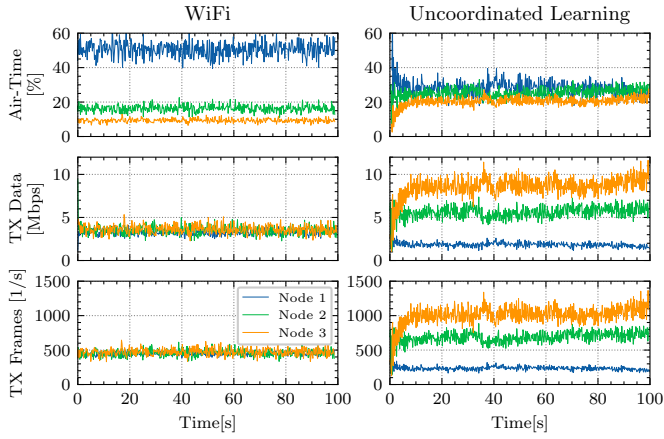 WiFi
Uncoordinated Learning
Air-Time
[%]
60
40
20
0
60
40
20
0
TX Data
[Mbps]
10
5
0
10
5
0
TX Frames [1/s]
1500
1000
500
0
1500
1000
500
0
Node 1
Node 2
Node 3
0 20 40 60 80 100
0 20 40 60 80 100
Time[s]
Time[s]